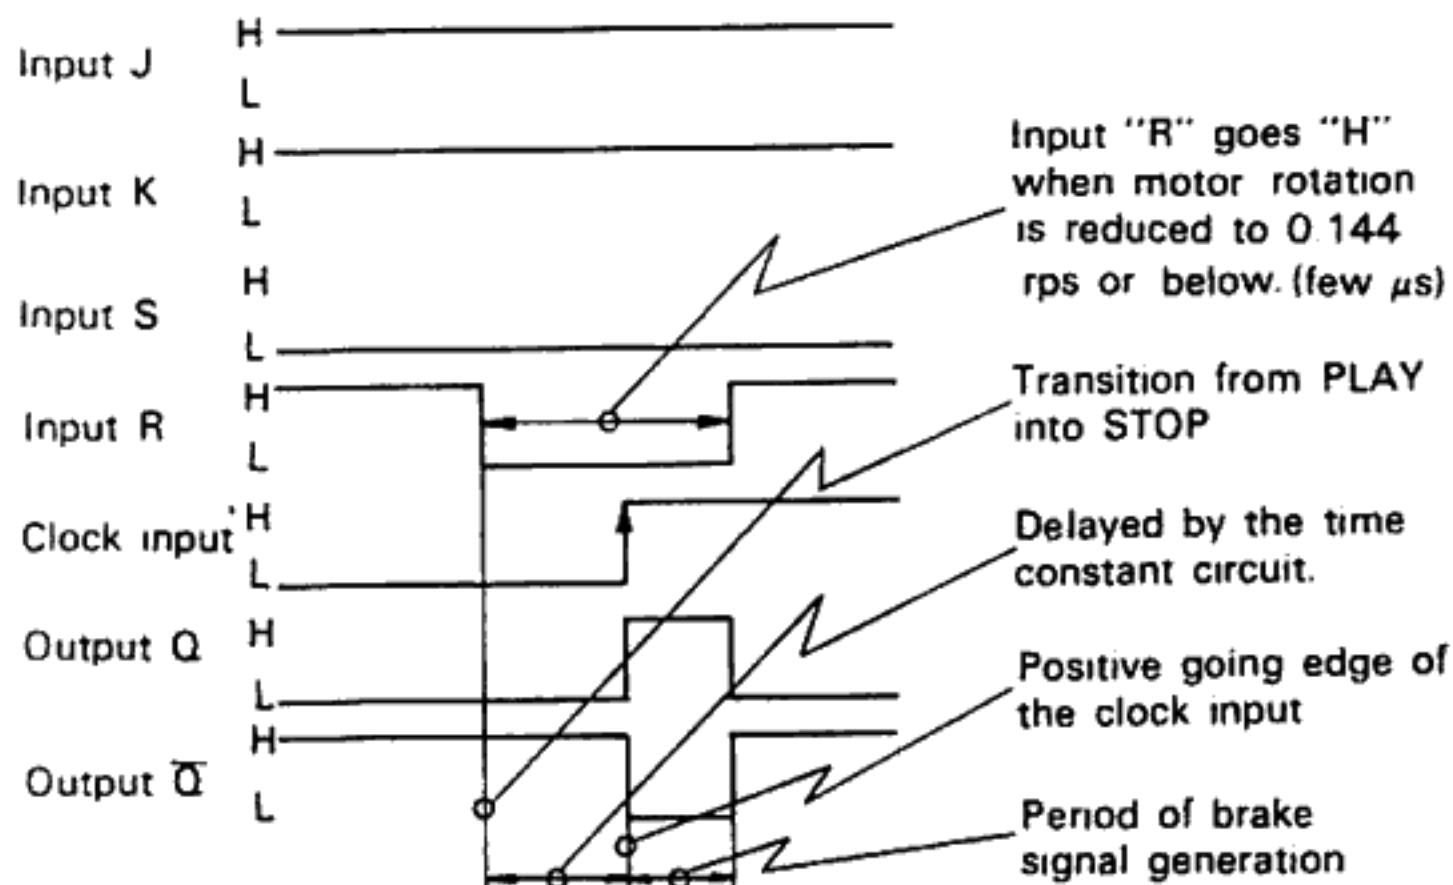 Input J
H
L
Input K
H
L
Input S
H
L
Input R
H
L
Clock input
H
L
Output Q
H
L
Output Q̅
H
L
Input "R" goes "H"
when motor rotation
is reduced to 0.144
rps or below. (few μs)
Transition from PLAY
into STOP
Delayed by the time
constant circuit.
Positive going edge of
the clock input
Period of brake
signal generation